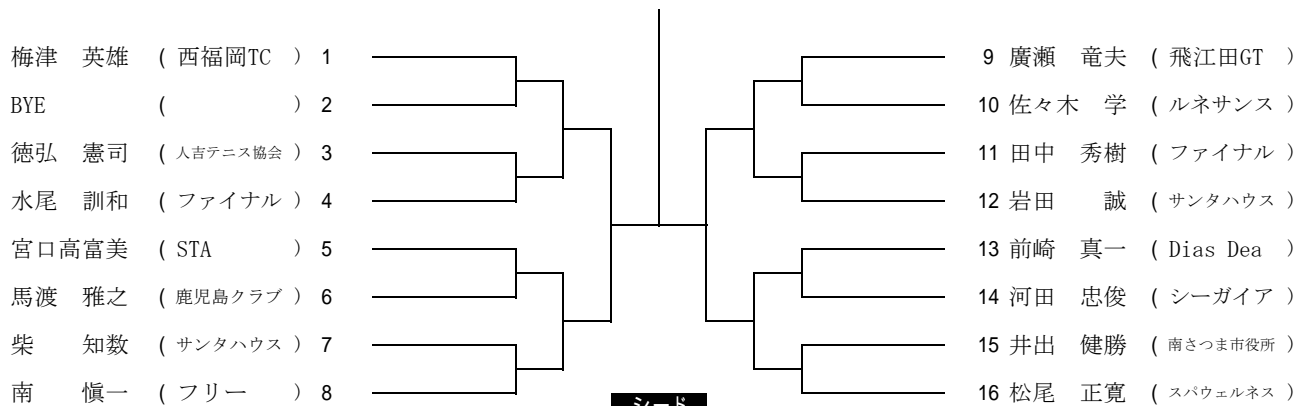 梅津　英雄　( 西福岡TC ) 1
BYE　( ) 2
徳弘　憲司　( 人吉テニス協会 ) 3
水尾　訓和　( ファイナル ) 4
宮口高富美　( STA ) 5
馬渡　雅之　( 鹿児島クラブ ) 6
柴　知数　( サンタハウス ) 7
南　愼一　( フリー ) 8
9 廣瀬　竜夫　( 飛江田GT )
10 佐々木　学　( ルネサンス )
11 田中　秀樹　( ファイナル )
12 岩田　誠　( サンタハウス )
13 前崎　真一　( Dias Dea )
14 河田　忠俊　( シーガイア )
15 井出　健勝　( 南さつま市役所 )
16 松尾　正寛　( スパウェルネス )
シード